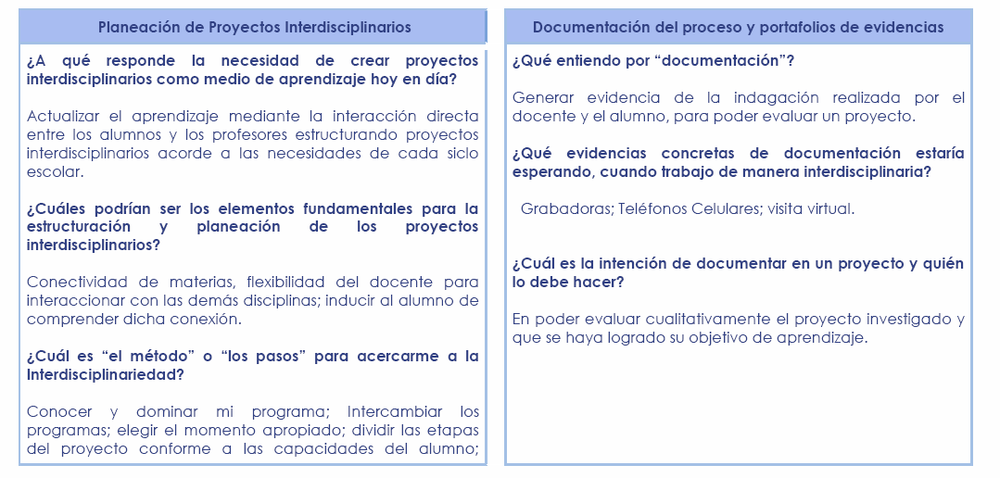 Planeación de Proyectos Interdisciplinarios
¿A qué responde la necesidad de crear proyectos
interdisciplinarios como medio de aprendizaje hoy en día?
Actualizar el aprendizaje mediante la interacción directa
entre los alumnos y los profesores estructurando proyectos
interdisciplinarios acorde a las necesidades de cada siclo
escolar.
¿Cuáles podrían ser los elementos fundamentales para la
estructuración y planeación de los proyectos
interdisciplinarios?
Conectividad de materias, flexibilidad del docente para
interaccionar con las demás disciplinas; inducir al alumno de
comprender dicha conexión.
¿Cuál es “el método” o “los pasos” para acercarme a la
Interdisciplinariedad?
Conocer y dominar mi programa; Intercambiar los
programas; elegir el momento apropiado; dividir las etapas
del proyecto conforme a las capacidades del alumno;
Documentación del proceso y portafolios de evidencias
¿Qué entiendo por “documentación”?
Generar evidencia de la indagación realizada por el
docente y el alumno, para poder evaluar un proyecto.
¿Qué evidencias concretas de documentación estaría
esperando, cuando trabajo de manera interdisciplinaria?
Grabadoras; Teléfonos Celulares; visita virtual.
¿Cuál es la intención de documentar en un proyecto y quién
lo debe hacer?
En poder evaluar cualitativamente el proyecto investigado y
que se haya logrado su objetivo de aprendizaje.